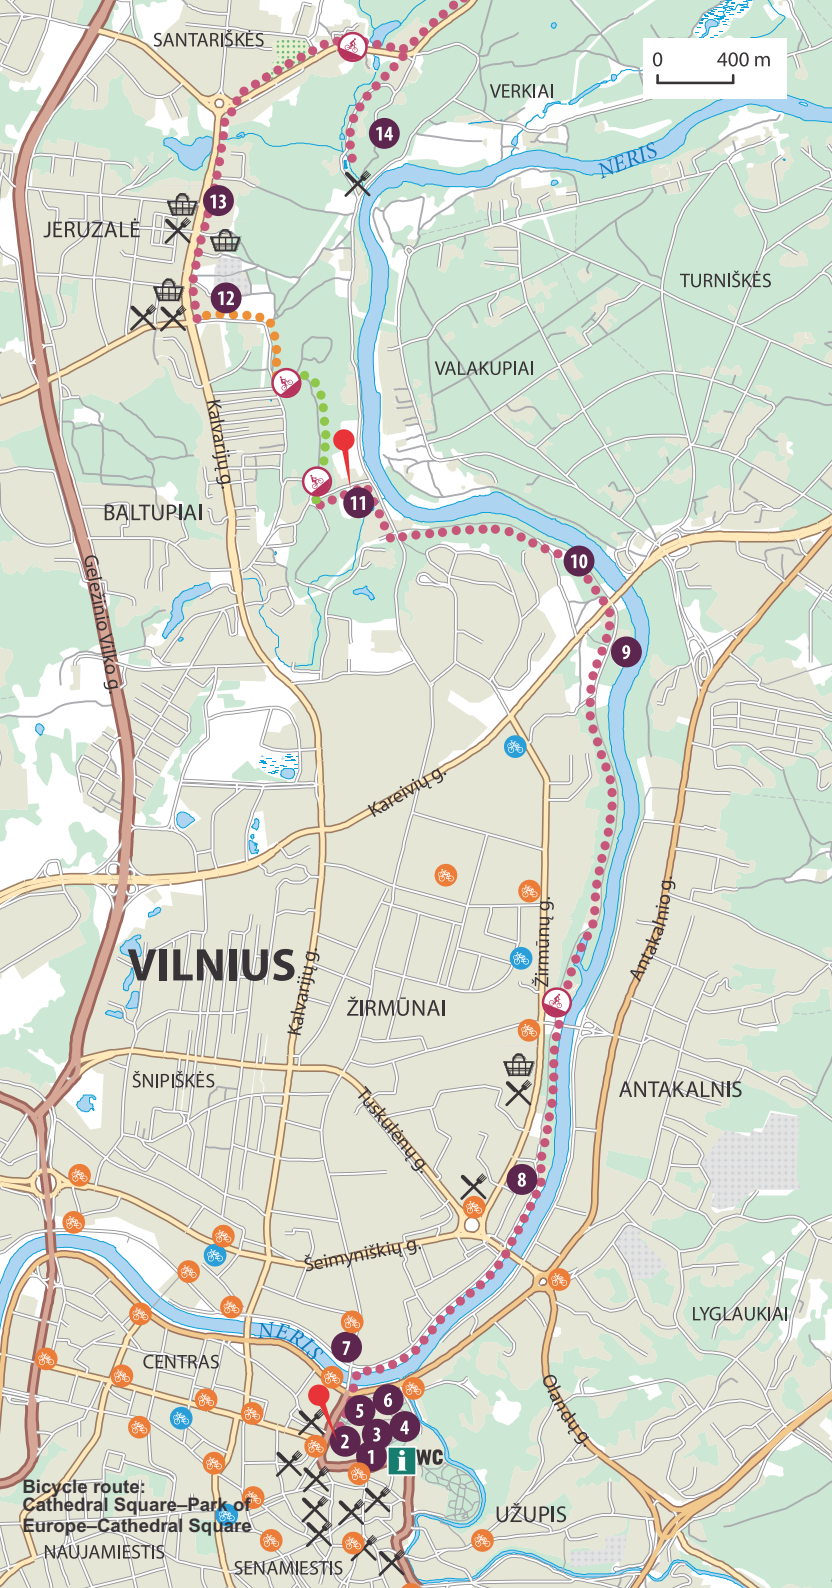 SANTARIŠKĖS
0 400 m
VERKIAI
14
NERIS
13
JERUZALĖ
TURNIŠKĖS
12
VALAKUPIAI
Kalvarijų g.
11
BALTUPIAI
10
Geležinio Vilko g.
9
Kareivių g.
Žirmūnų g.
Antakalnio g.
VILNIUS
Kalvarijų g.
ŽIRMŪNAI
ŠNIPIŠKĖS
ANTAKALNIS
Tuskulėnų g.
8
Šeimyniškių g.
LYGLAUKIAI
NERIS
7
CENTRAS
Olandų g.
6
5
4
3
2
1
i WC
Bicycle route:
Cathedral Square–Park of
Europe–Cathedral Square
UŽUPIS
NAUJAMIESTIS
SENAMIESTIS